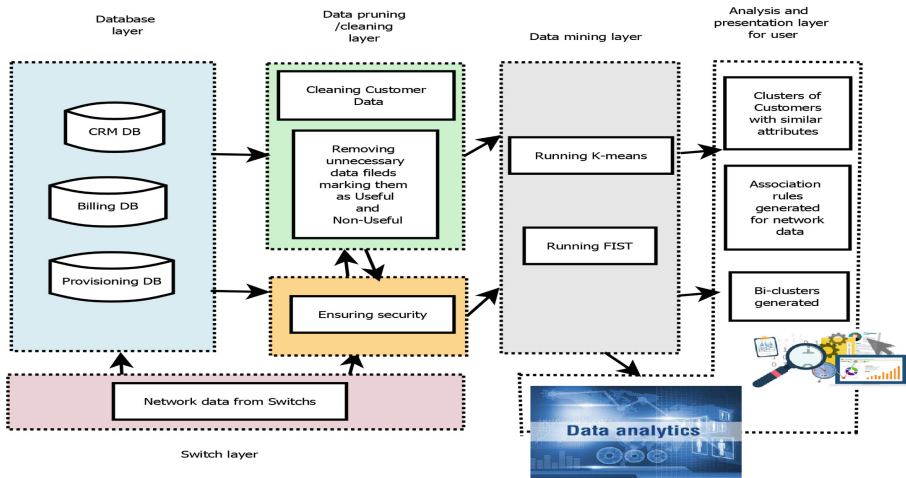 Database
layer
Data pruning
/cleaning
layer
Data mining layer
Analysis and
presentation layer
for user
CRM DB
Billing DB
Provisioning DB
Cleaning Customer
Data
Removing
unnecessary
data fileds
marking them
as Useful
and
Non-Useful
Ensuring security
Running K-means
Running FIST
Clusters of
Customers
with similar
attributes
Association
rules
generated
for network
data
Bi-clusters
generated
Network data from Switchs
Switch layer
Data analytics